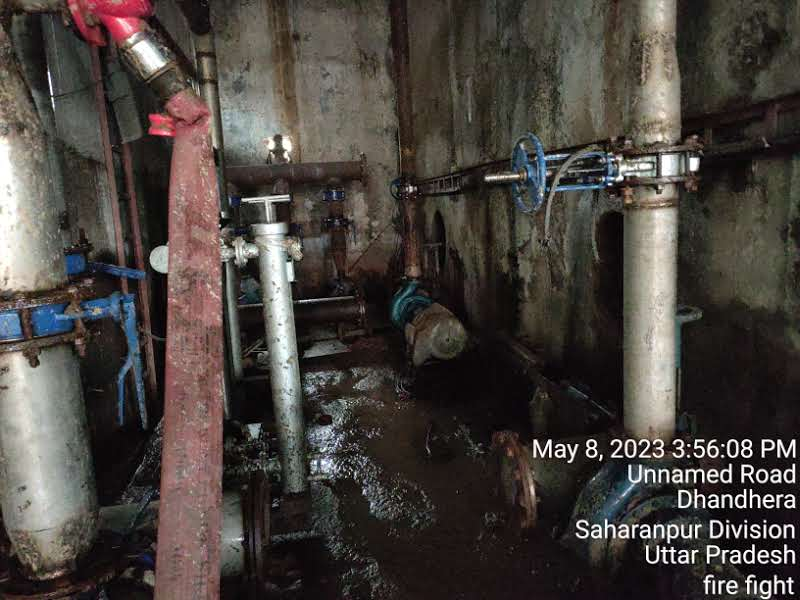 May 8, 2023 3:56:08 PM
Unnamed Road
Dhandhera
Saharanpur Division
Uttar Pradesh
fire fight